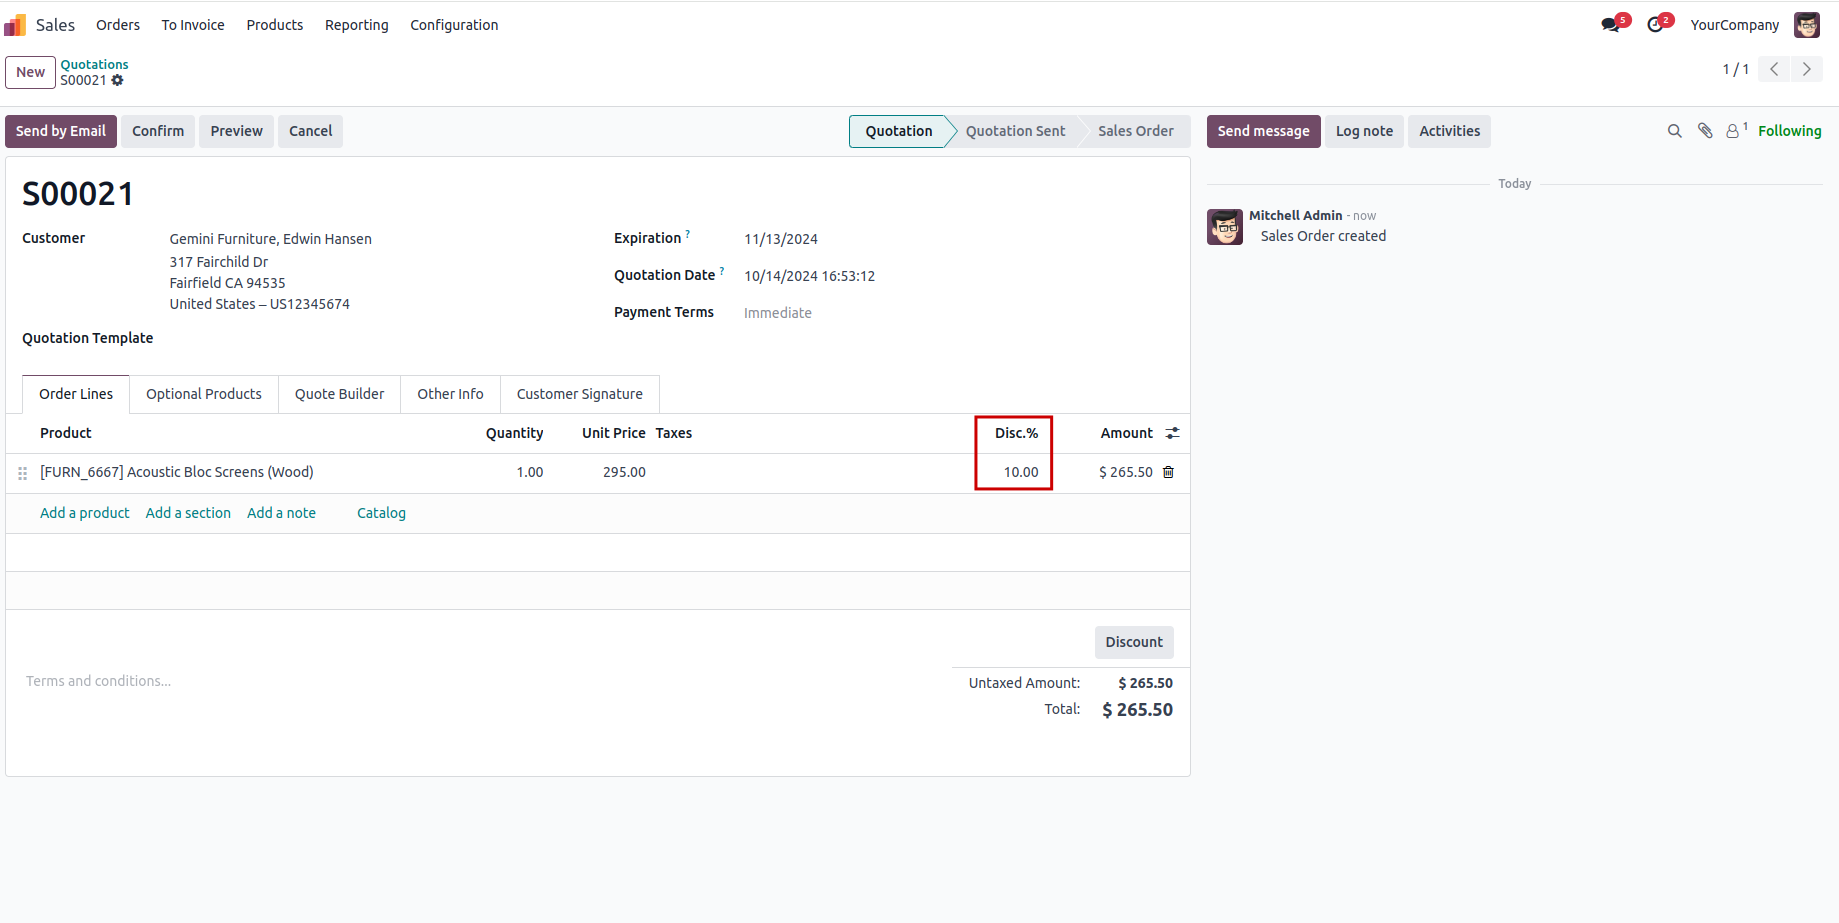 Sales Orders To Invoice Products Reporting Configuration 5 2 YourCompany
New Quotations
S00021 1 / 1
Send by Email Confirm Preview Cancel Quotation Quotation Sent Sales Order Send message Log note Activities 1 Following
S00021
Customer Gemini Furniture, Edwin Hansen
317 Fairchild Dr
Fairfield CA 94535
United States – US12345674
Quotation Template
Expiration ? 11/13/2024
Quotation Date ? 10/14/2024 16:53:12
Payment Terms Immediate
Order Lines Optional Products Quote Builder Other Info Customer Signature
Product Quantity Unit Price Taxes Disc.% Amount
[FURN_6667] Acoustic Bloc Screens (Wood) 1.00 295.00 10.00 $ 265.50
Add a product Add a section Add a note Catalog
Discount
Terms and conditions...
Untaxed Amount: $ 265.50
Total: $ 265.50
Today
Mitchell Admin - now
Sales Order created